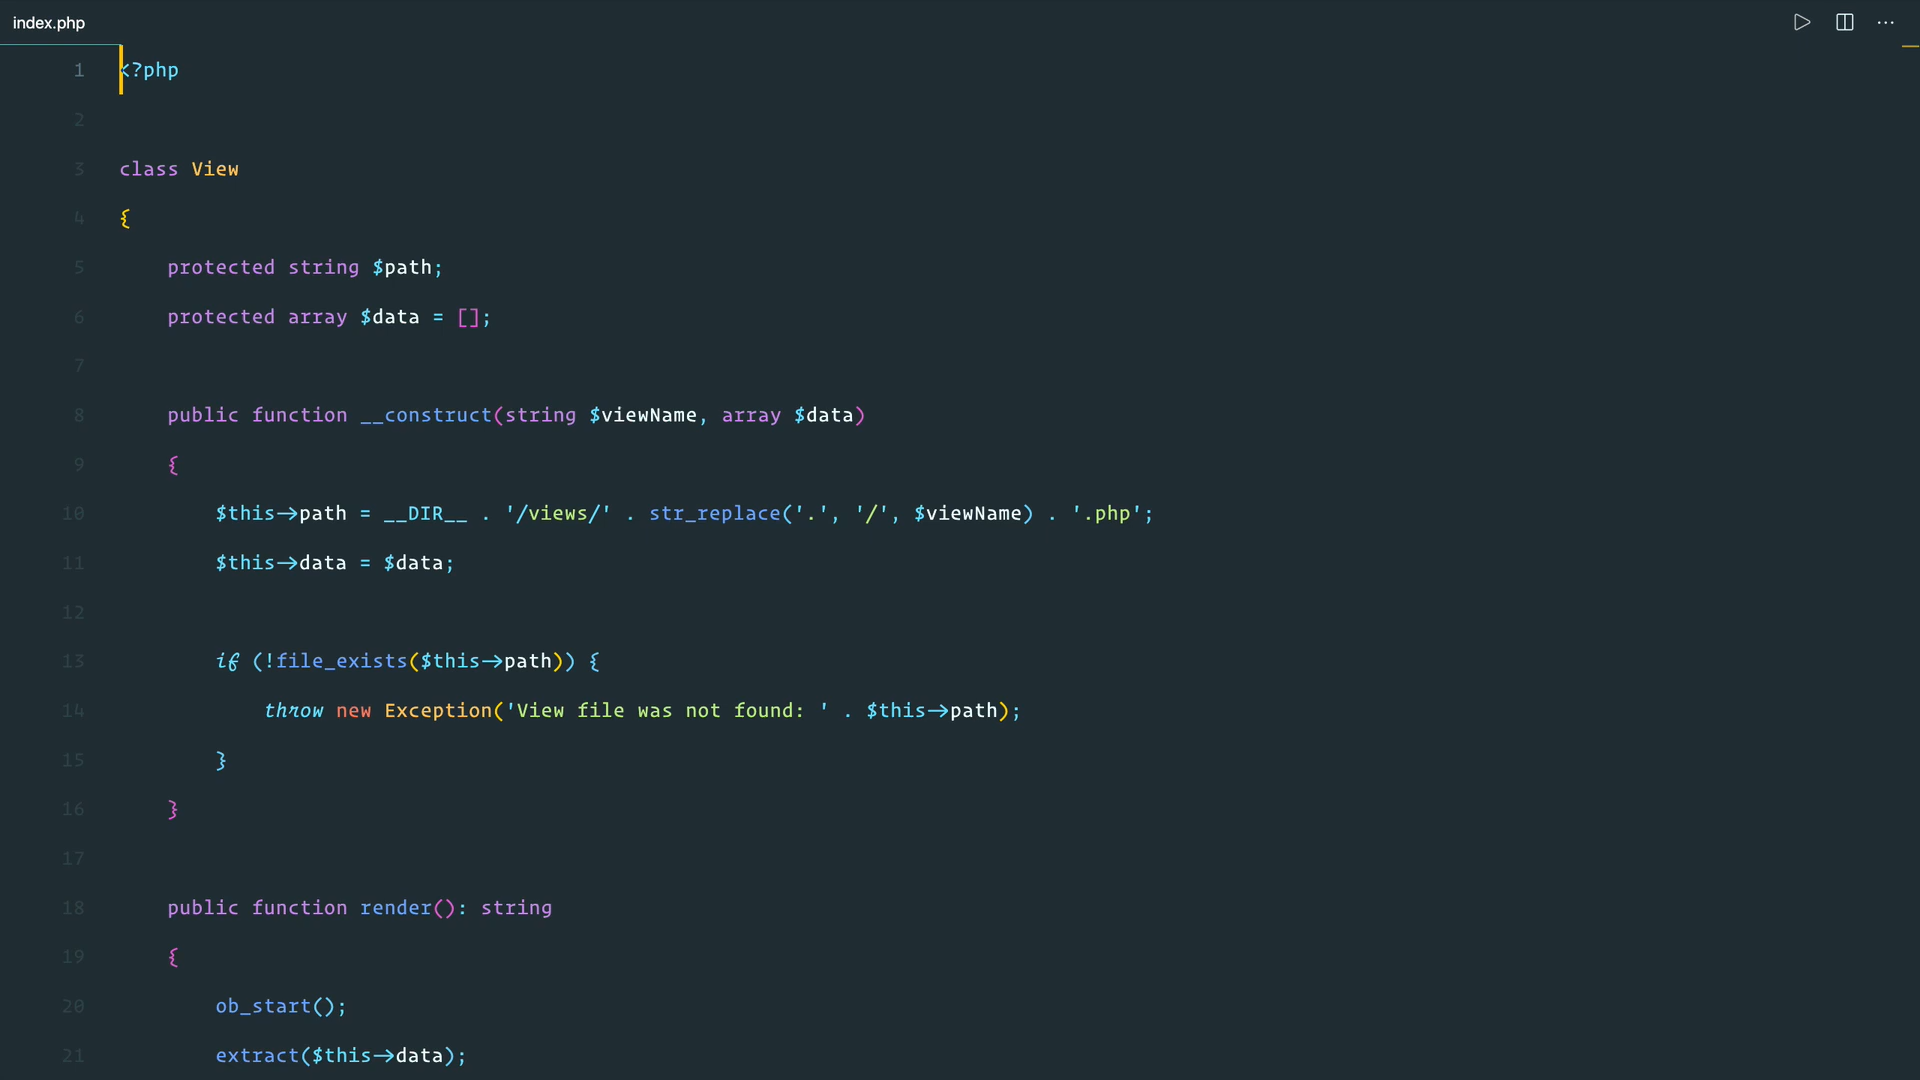 index.php
1 <?php
2
3 class View
4 {
5     protected string $path;
6     protected array $data = [];
7
8     public function __construct(string $viewName, array $data)
9     {
10         $this->path = __DIR__ . '/views/' . str_replace('.', '/', $viewName) . '.php';
11         $this->data = $data;
12
13         if (!file_exists($this->path)) {
14             throw new Exception('View file was not found: ' . $this->path);
15         }
16     }
17
18     public function render(): string
19     {
20         ob_start();
21         extract($this->data);